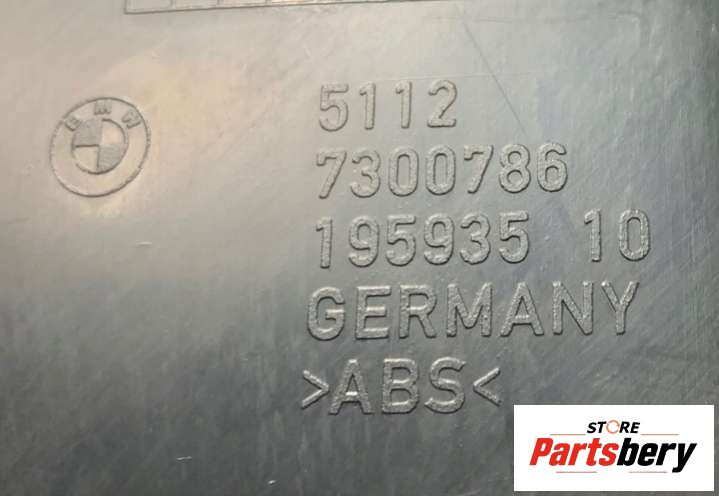 BMW
5112
7300786
195935 10
GERMANY
>ABS<
STORE
Partsbery